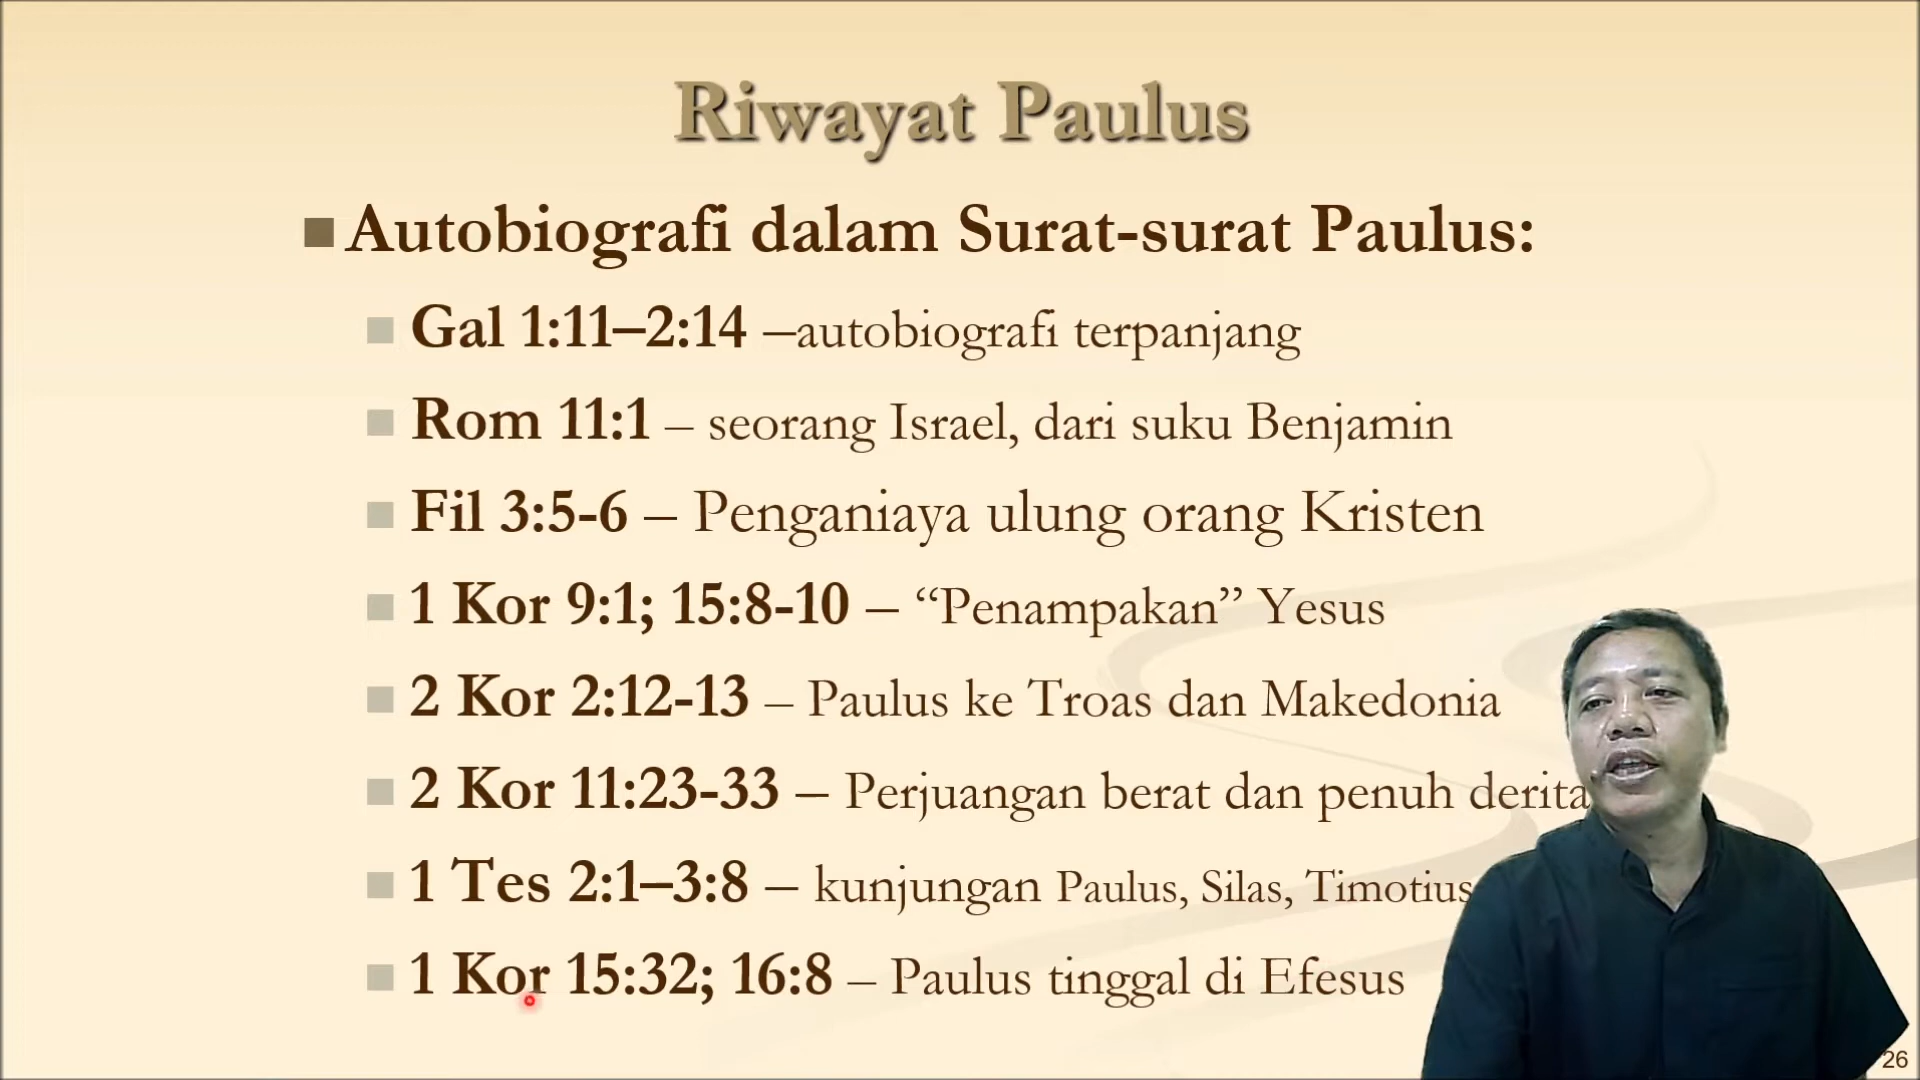 Riwayat Paulus
Autobiografi dalam Surat-surat Paulus:
Gal 1:11–2:14 –autobiografi terpanjang
Rom 11:1 – seorang Israel, dari suku Benjamin
Fil 3:5-6 – Penganiaya ulung orang Kristen
1 Kor 9:1; 15:8-10 – “Penampakan” Yesus
2 Kor 2:12-13 – Paulus ke Troas dan Makedonia
2 Kor 11:23-33 – Perjuangan berat dan penuh derita
1 Tes 2:1–3:8 – kunjungan Paulus, Silas, Timotius
1 Kor 15:32; 16:8 – Paulus tinggal di Efesus
26